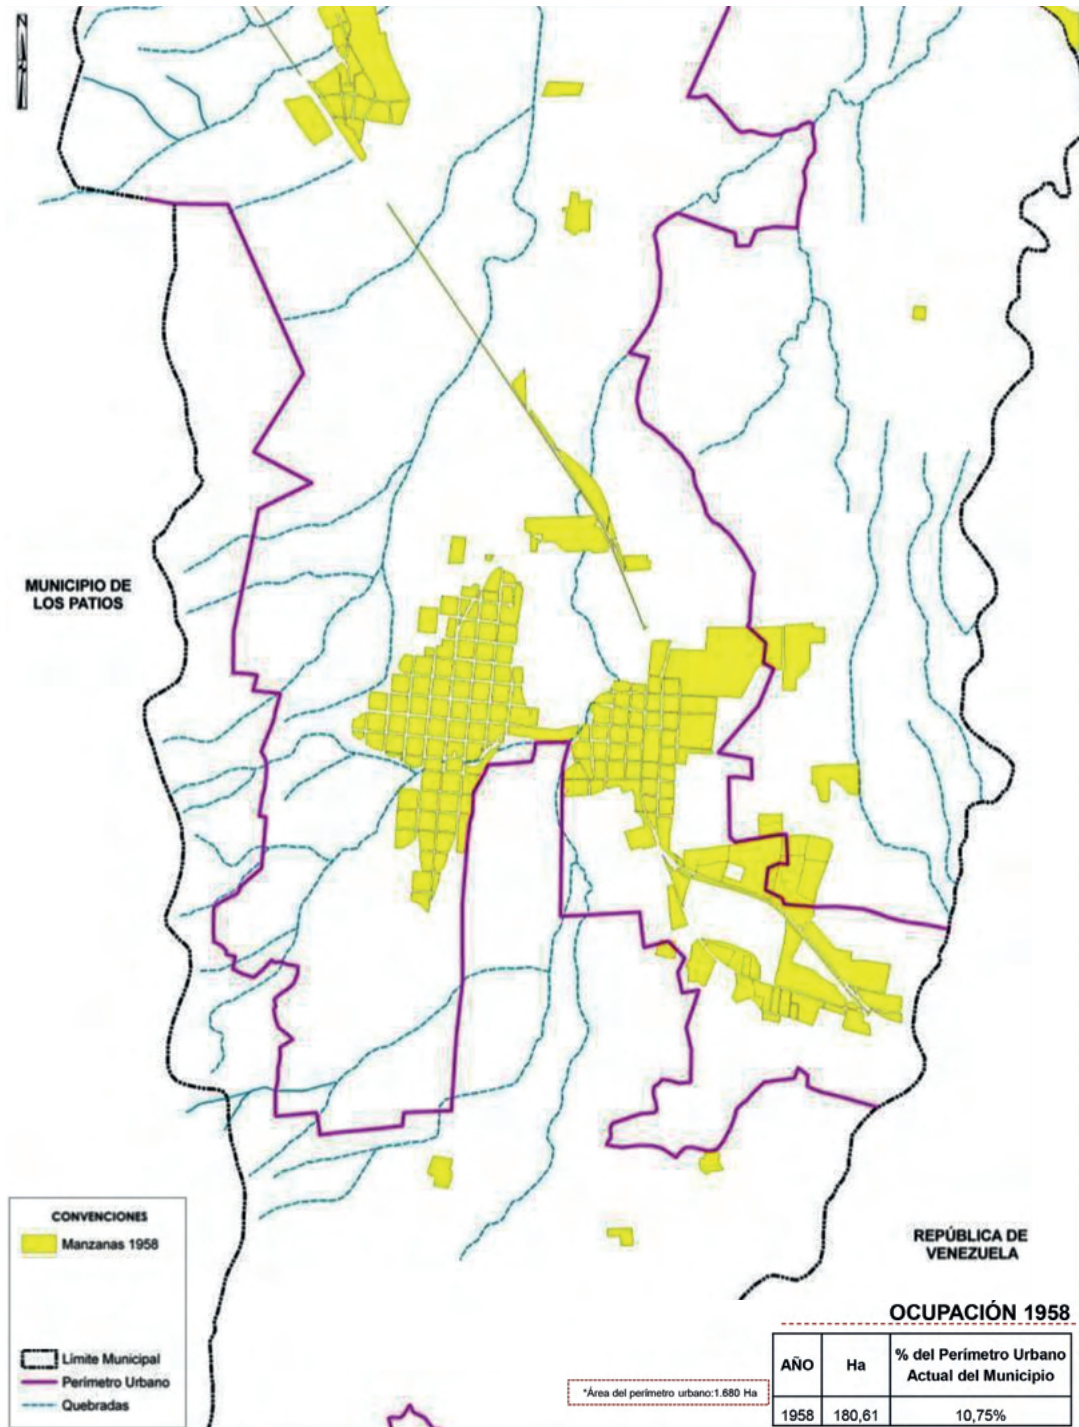 MUNICIPIO DE
LOS PATIOS
CONVENCIONES
Manzanas 1958
Límite Municipal
Perímetro Urbano
Quebradas
REPÚBLICA DE
VENEZUELA
OCUPACIÓN 1958
*Área del perímetro urbano:1.680 Ha
AÑO Ha % del Perímetro Urbano
Actual del Municipio
1958 180,61 10,75%